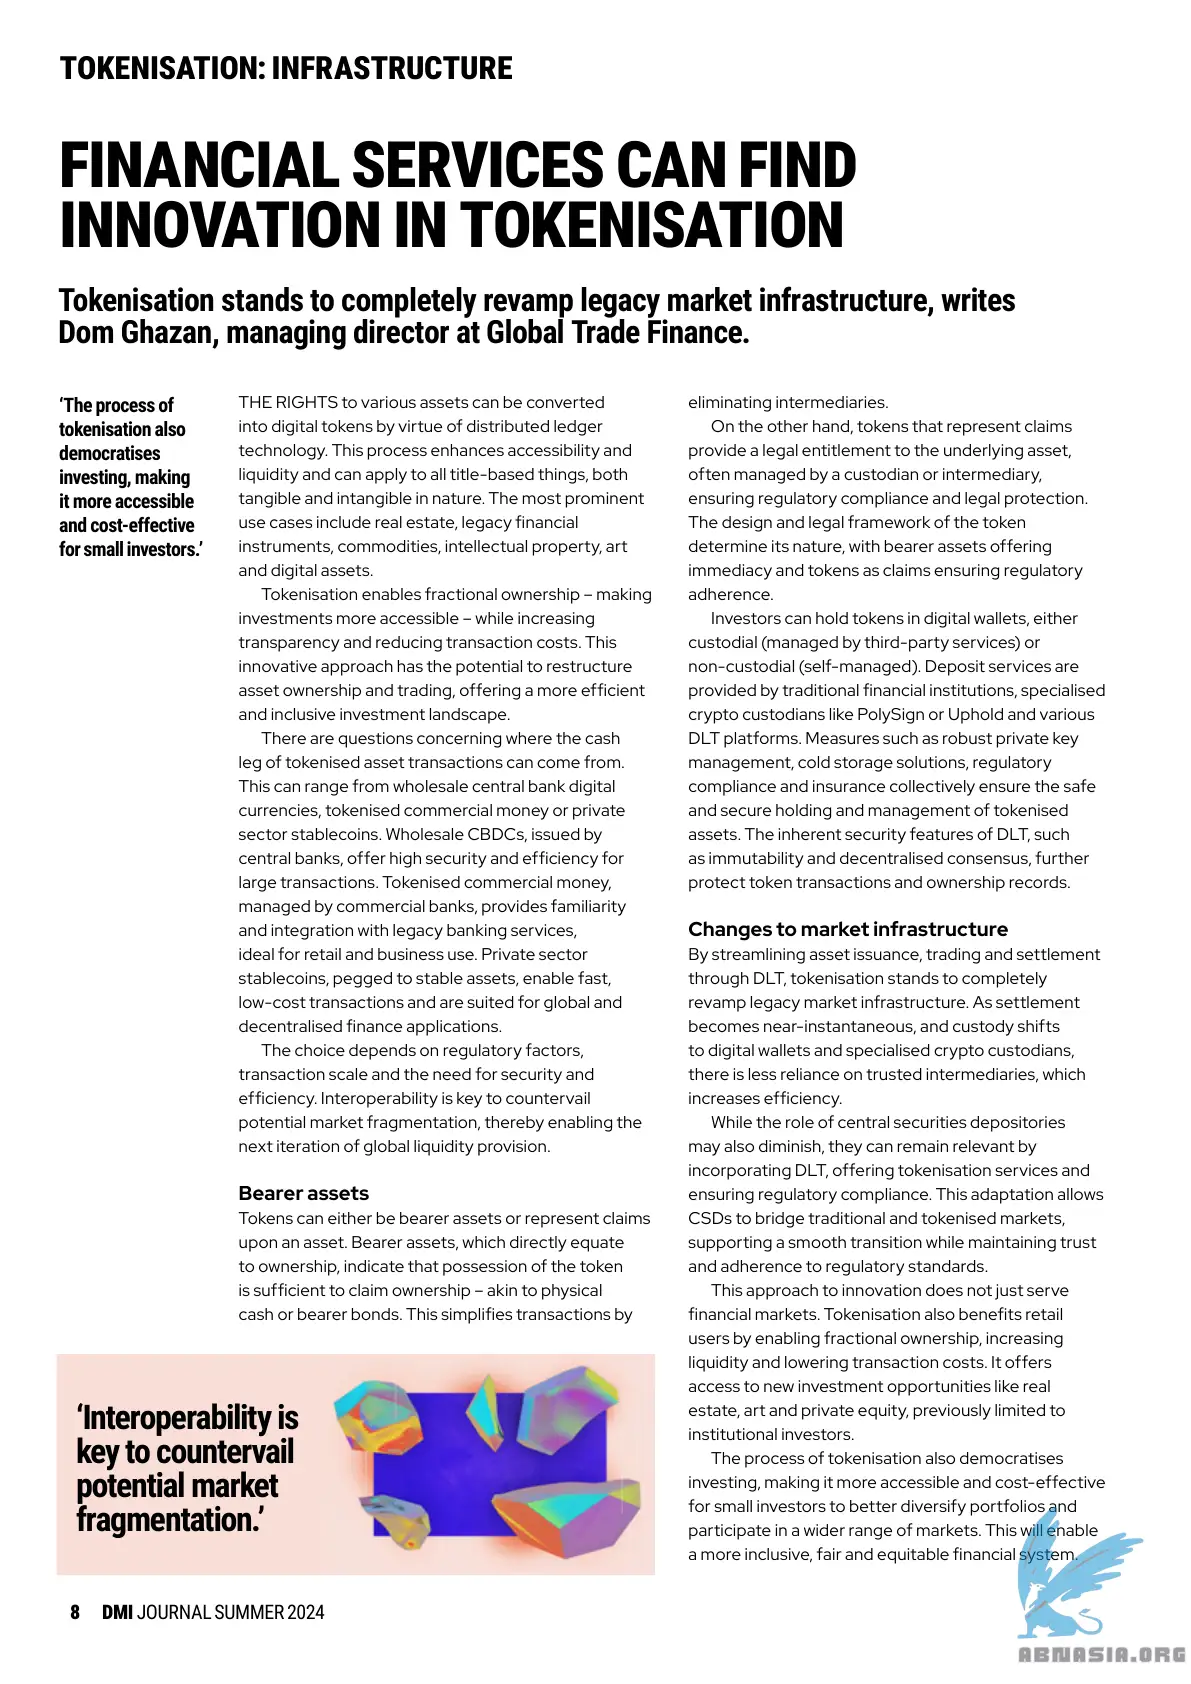 TOKENISATION: INFRASTRUCTURE
FINANCIAL SERVICES CAN FIND
INNOVATION IN TOKENISATION
Tokenisation stands to completely revamp legacy market infrastructure, writes
Dom Ghazan, managing director at Global Trade Finance.
‘The process of
tokenisation also
democratises
investing, making
it more accessible
and cost-effective
for small investors.’
THE RIGHTS to various assets can be converted
into digital tokens by virtue of distributed ledger
technology. This process enhances accessibility and
liquidity and can apply to all title-based things, both
tangible and intangible in nature. The most prominent
use cases include real estate, legacy financial
instruments, commodities, intellectual property, art
and digital assets.
Tokenisation enables fractional ownership – making
investments more accessible – while increasing
transparency and reducing transaction costs. This
innovative approach has the potential to restructure
asset ownership and trading, offering a more efficient
and inclusive investment landscape.
There are questions concerning where the cash
leg of tokenised asset transactions can come from.
This can range from wholesale central bank digital
currencies, tokenised commercial money or private
sector stablecoins. Wholesale CBDCs, issued by
central banks, offer high security and efficiency for
large transactions. Tokenised commercial money,
managed by commercial banks, provides familiarity
and integration with legacy banking services,
ideal for retail and business use. Private sector
stablecoins, pegged to stable assets, enable fast,
low-cost transactions and are suited for global and
decentralised finance applications.
The choice depends on regulatory factors,
transaction scale and the need for security and
efficiency. Interoperability is key to countervail
potential market fragmentation, thereby enabling the
next iteration of global liquidity provision.
Bearer assets
Tokens can either be bearer assets or represent claims
upon an asset. Bearer assets, which directly equate
to ownership, indicate that possession of the token
is sufficient to claim ownership – akin to physical
cash or bearer bonds. This simplifies transactions by
eliminating intermediaries.
On the other hand, tokens that represent claims
provide a legal entitlement to the underlying asset,
often managed by a custodian or intermediary,
ensuring regulatory compliance and legal protection.
The design and legal framework of the token
determine its nature, with bearer assets offering
immediacy and tokens as claims ensuring regulatory
adherence.
Investors can hold tokens in digital wallets, either
custodial (managed by third-party services) or
non-custodial (self-managed). Deposit services are
provided by traditional financial institutions, specialised
crypto custodians like PolySign or Uphold and various
DLT platforms. Measures such as robust private key
management, cold storage solutions, regulatory
compliance and insurance collectively ensure the safe
and secure holding and management of tokenised
assets. The inherent security features of DLT, such
as immutability and decentralised consensus, further
protect token transactions and ownership records.
Changes to market infrastructure
By streamlining asset issuance, trading and settlement
through DLT, tokenisation stands to completely
revamp legacy market infrastructure. As settlement
becomes near-instantaneous, and custody shifts
to digital wallets and specialised crypto custodians,
there is less reliance on trusted intermediaries, which
increases efficiency.
While the role of central securities depositories
may also diminish, they can remain relevant by
incorporating DLT, offering tokenisation services and
ensuring regulatory compliance. This adaptation allows
CSDs to bridge traditional and tokenised markets,
supporting a smooth transition while maintaining trust
and adherence to regulatory standards.
This approach to innovation does not just serve
financial markets. Tokenisation also benefits retail
users by enabling fractional ownership, increasing
liquidity and lowering transaction costs. It offers
access to new investment opportunities like real
estate, art and private equity, previously limited to
institutional investors.
The process of tokenisation also democratises
investing, making it more accessible and cost-effective
for small investors to better diversify portfolios and
participate in a wider range of markets. This will enable
a more inclusive, fair and equitable financial system.
‘Interoperability is
key to countervail
potential market
fragmentation.’
8 DMI JOURNAL SUMMER 2024
ABNASIA.ORG